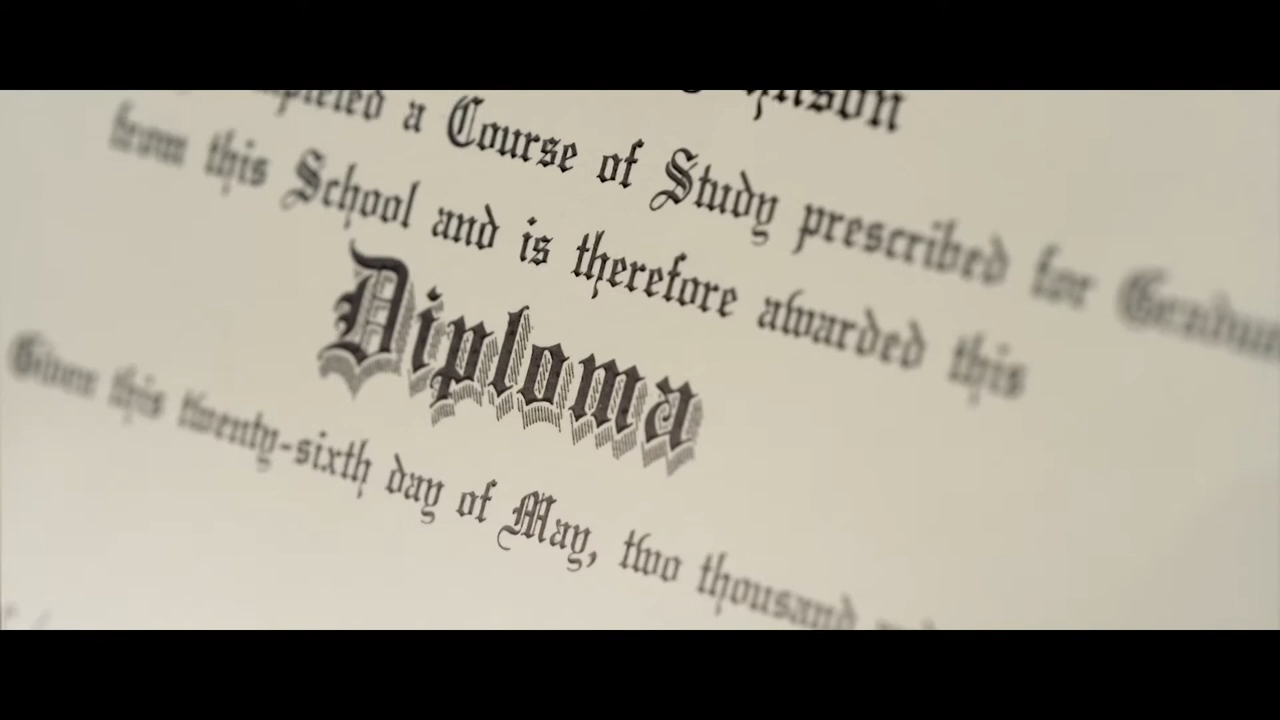 a Course of Study prescribed for
from this School and is therefore awarded this
Diploma
Given this twenty-sixth day of May, two thousand